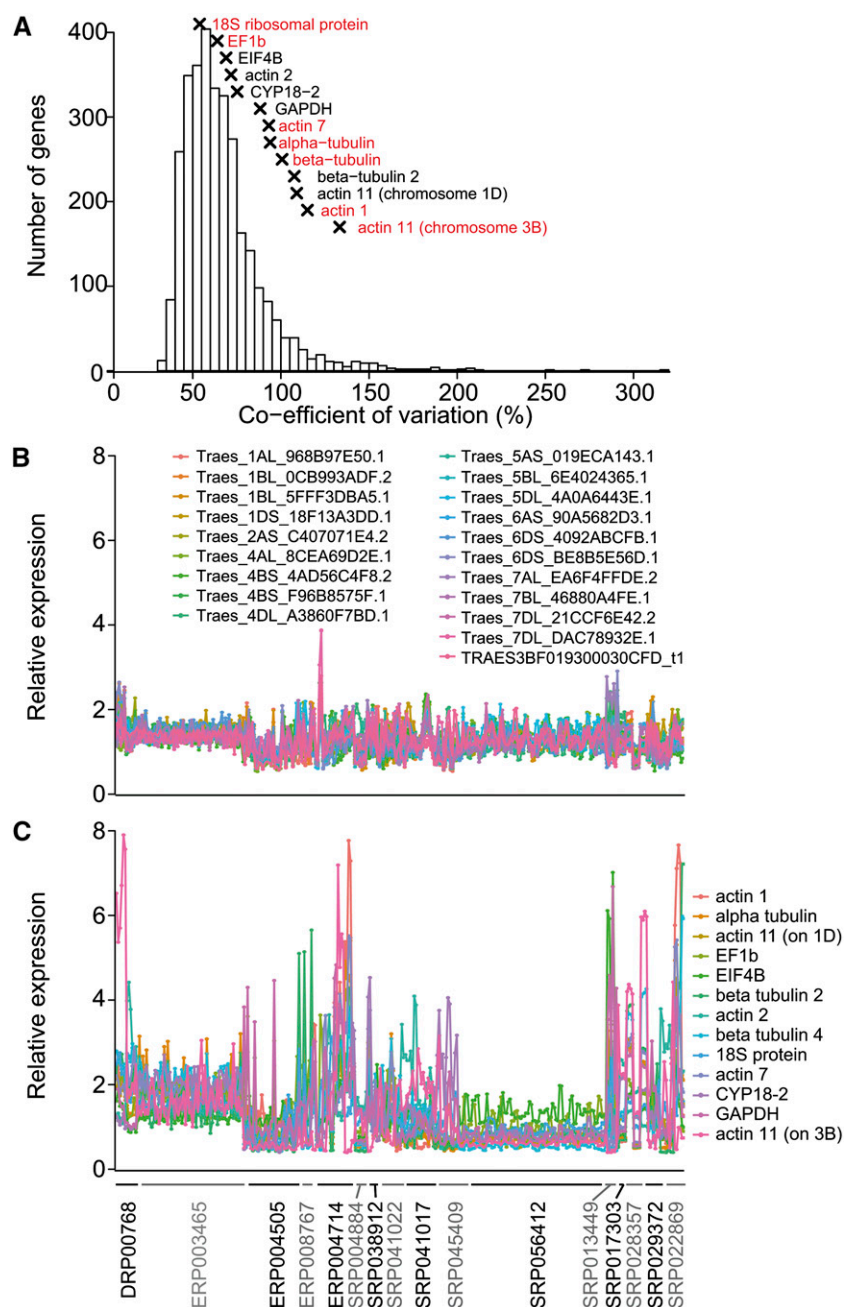 A
400
300
200
100
0
Number of genes
18S ribosomal protein
EF1b
EIF4B
actin 2
CYP18−2
GAPDH
actin 7
alpha−tubulin
beta−tubulin
beta−tubulin 2
actin 11 (chromosome 1D)
actin 1
actin 11 (chromosome 3B)
0 50 100 150 200 250 300
Co−efficient of variation (%)
B
8
6
4
2
0
Relative expression
Traes_1AL_968B97E50.1
Traes_1BL_0CB993ADF.2
Traes_1BL_5FFF3DBA5.1
Traes_1DS_18F13A3DD.1
Traes_2AS_C407071E4.2
Traes_4AL_8CEA69D2E.1
Traes_4BS_4AD56C4F8.2
Traes_4BS_F96B8575F.1
Traes_4DL_A3860F7BD.1
Traes_5AS_019ECA143.1
Traes_5BL_6E4024365.1
Traes_5DL_4A0A6443E.1
Traes_6AS_90A5682D3.1
Traes_6DS_4092ABCFB.1
Traes_6DS_BE8B5E56D.1
Traes_7AL_EA6F4FFDE.2
Traes_7BL_46880A4FE.1
Traes_7DL_21CCF6E42.2
Traes_7DL_DAC78932E.1
TRAES3BF019300030CFD_t1
C
8
6
4
2
0
Relative expression
actin 1
alpha tubulin
actin 11 (on 1D)
EF1b
EIF4B
beta tubulin 2
actin 2
beta tubulin 4
18S protein
actin 7
CYP18-2
GAPDH
actin 11 (on 3B)
DRP00768
ERP003465
ERP004505
ERP008767
ERP004714
SRP004884
SRP038912
SRP041022
SRP041017
SRP045409
SRP056412
SRP013449
SRP017303
SRP028357
SRP029372
SRP022869